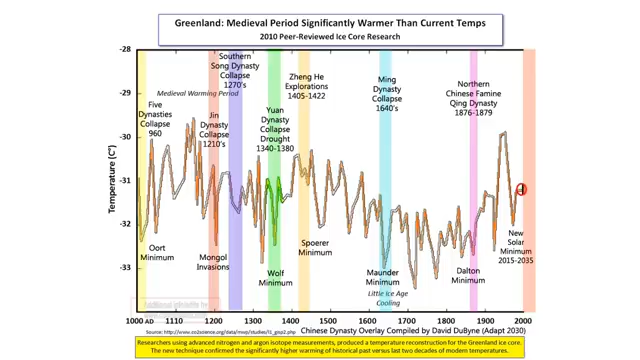 Greenland: Medieval Period Significantly Warmer Than Current Temps
2010 Peer-Reviewed Ice Core Research
Temperature (C°)
-28
-29
-30
-31
-32
-33
Medieval Warming Period
Five
Dynasties
Collapse
960
Jin
Dynasty
Collapse
1210's
Southern
Song Dynasty
Collapse
1270's
Yuan
Dynasty
Collapse
Drought
1340-1380
Zheng He
Explorations
1405-1422
Ming
Dynasty
Collapse
1640's
Northern
Chinese Famine
Qing Dynasty
1876-1879
Oort
Minimum
Mongol
Invasions
Wolf
Minimum
Spoerer
Minimum
Maunder
Minimum
Little Ice Age
Cooling
Dalton
Minimum
New
Solar
Minimum
2015-2035
1000 AD 1100 1200 1300 1400 1500 1600 1700 1800 1900 2000
Source: http://www.co2science.org/data/mwp/studies/l1_gisp2.php
Chinese Dynasty Overlay Compiled by David DuByne (Adapt 2030)
Researchers using advanced nitrogen and argon isotope measurements, produced a temperature reconstruction for the Greenland ice core.
The new technique confirmed the significantly higher warming of historical past versus last two decades of modern temperatures.